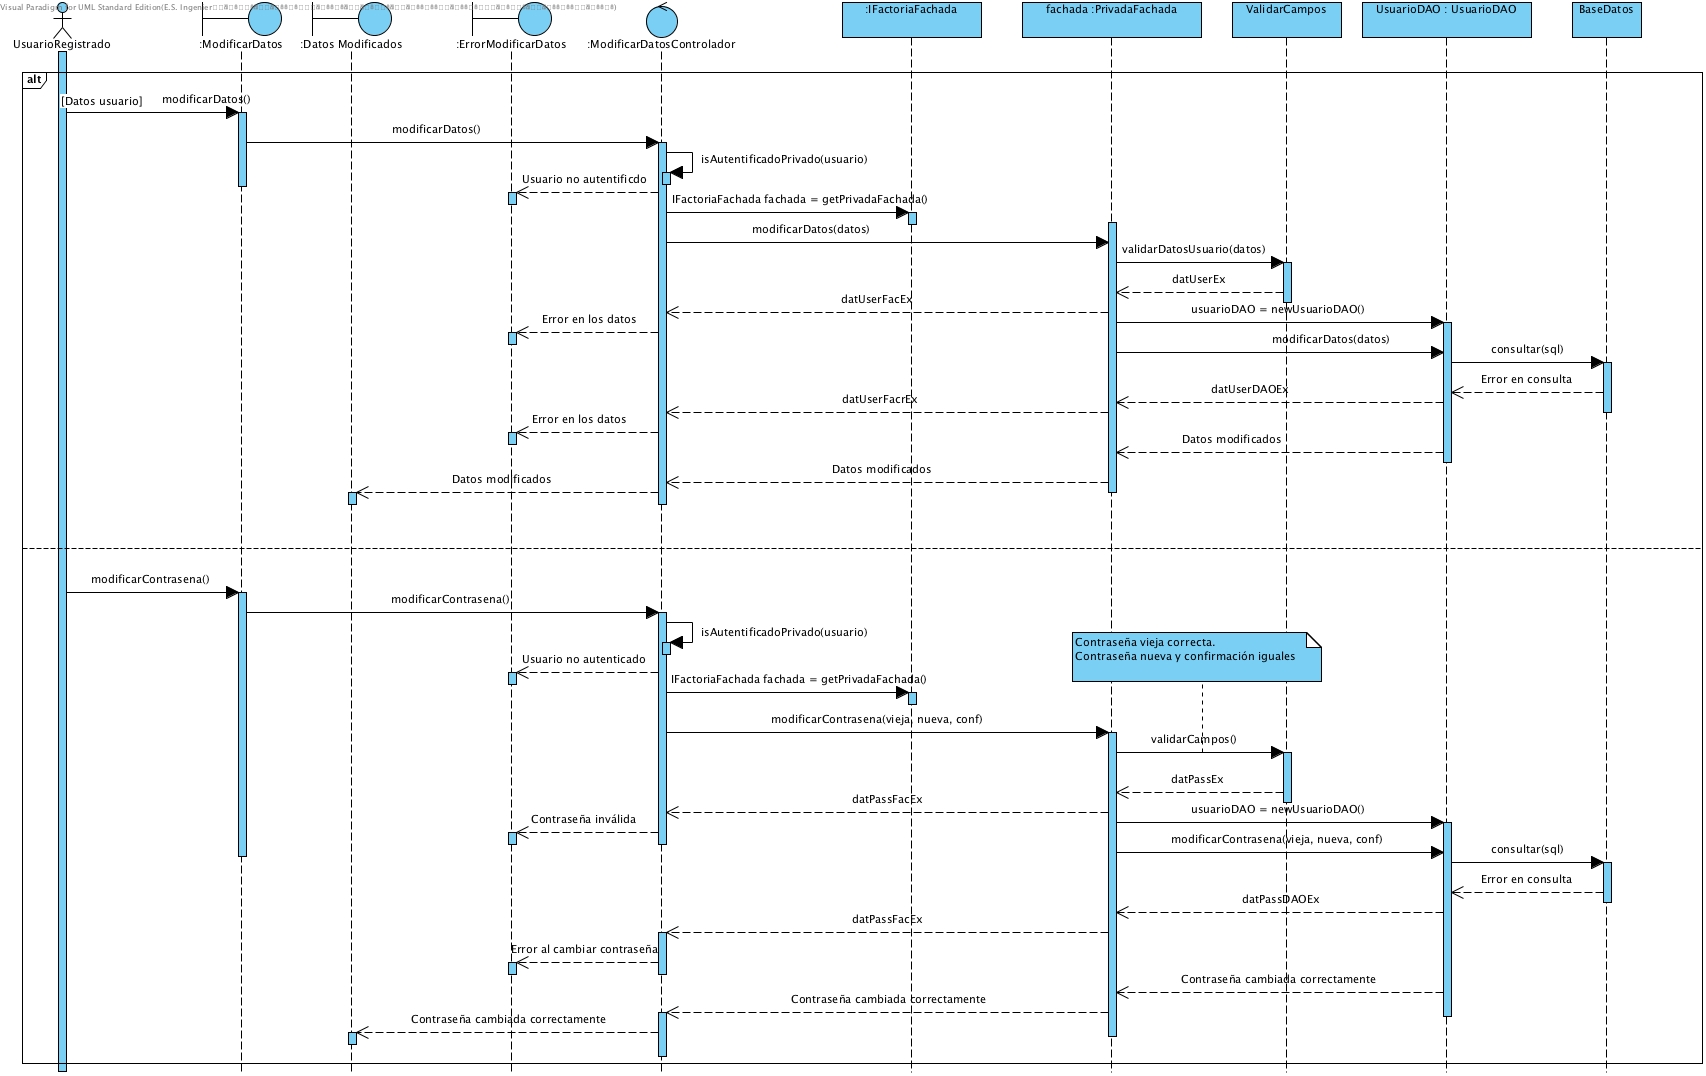 Visual Paradigm for UML Standard Edition(E.S. Ingenier
UsuarioRegistrado
:ModificarDatos
:Datos Modificados
:ErrorModificarDatos
:ModificarDatosControlador
:IFactoriaFachada
fachada :PrivadaFachada
ValidarCampos
UsuarioDAO : UsuarioDAO
BaseDatos
alt
[Datos usuario]
modificarDatos()
modificarDatos()
isAutentificadoPrivado(usuario)
Usuario no autentificdo
IFactoriaFachada fachada = getPrivadaFachada()
modificarDatos(datos)
validarDatosUsuario(datos)
datUserEx
datUserFacEx
usuarioDAO = newUsuarioDAO()
Error en los datos
modificarDatos(datos)
consultar(sql)
Error en consulta
datUserDAOEx
datUserFacrEx
Error en los datos
Datos modificados
Datos modificados
Datos modificados
modificarContrasena()
modificarContrasena()
isAutentificadoPrivado(usuario)
Contraseña vieja correcta.
Contraseña nueva y confirmación iguales
Usuario no autenticado
IFactoriaFachada fachada = getPrivadaFachada()
modificarContrasena(vieja, nueva, conf)
validarCampos()
datPassEx
datPassFacEx
usuarioDAO = newUsuarioDAO()
Contraseña inválida
modificarContrasena(vieja, nueva, conf)
consultar(sql)
Error en consulta
datPassDAOEx
datPassFacEx
Error al cambiar contraseña
Contraseña cambiada correctamente
Contraseña cambiada correctamente
Contraseña cambiada correctamente